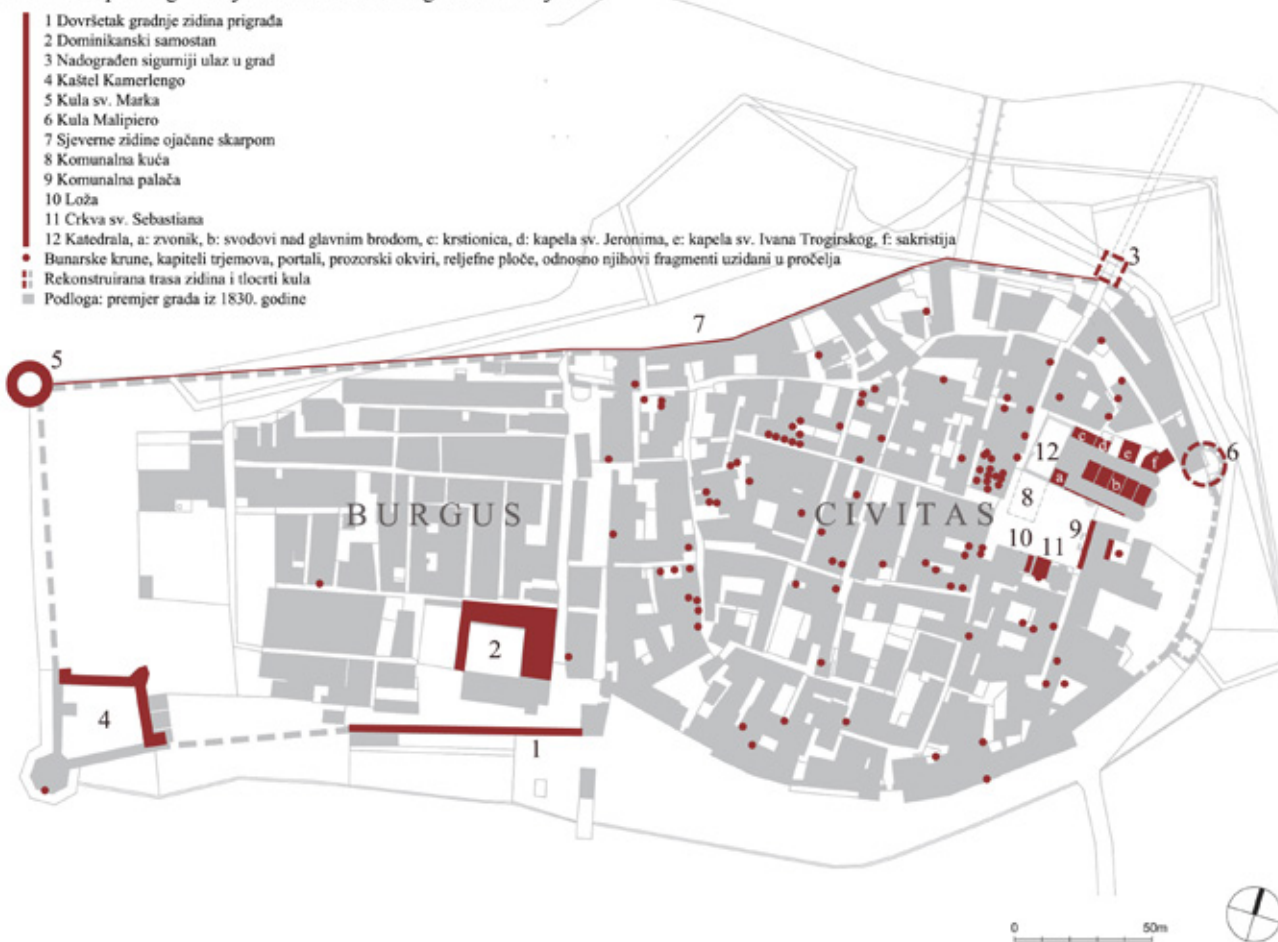 1 Dovršetak gradnje zidina prigrađa
2 Dominikanski samostan
3 Nadograđen sigurniji ulaz u grad
4 Kaštel Kamerlengo
5 Kula sv. Marka
6 Kula Malipiero
7 Sjeverne zidine ojačane skarpom
8 Komunalna kuća
9 Komunalna palača
10 Loža
11 Crkva sv. Sebastiana
12 Katedrala, a: zvonik, b: svodovi nad glavnim brodom, c: krstionica, d: kapela sv. Jeronima, e: kapela sv. Ivana Trogirskog, f: sakristija
Bunarske krune, kapiteli trjemova, portali, prozorski okviri, reljefne ploče, odnosno njihovi fragmenti uzidani u pročelja
Rekonstruirana trasa zidina i tlocrti kula
Podloga: premjer grada iz 1830. godine
3
7
5
12
c
d
e
f
6
a
b
8
BURGUS
CIVITAS
10
11
9
2
4
1
0
50m